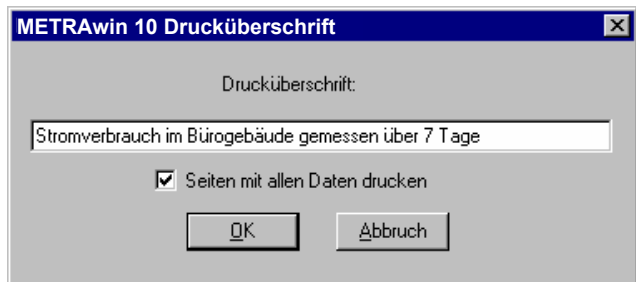 METRAwin 10 Drucküberschrift
Drucküberschrift:
Stromverbrauch im Bürogebäude gemessen über 7 Tage
Seiten mit allen Daten drucken
OK Abbruch